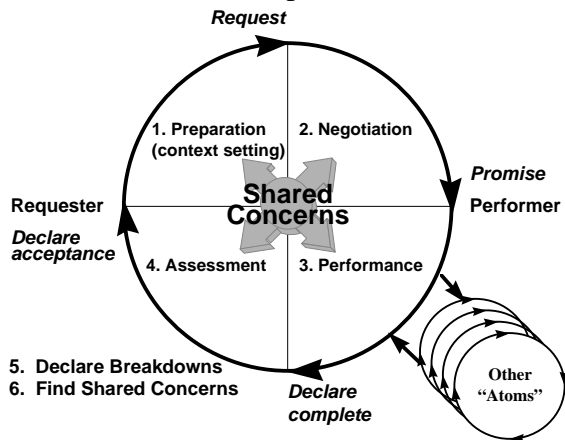 Request
1. Preparation
(context setting)
2. Negotiation
Promise
Shared
Concerns
Requester
Performer
Declare
acceptance
4. Assessment
3. Performance
5. Declare Breakdowns
6. Find Shared Concerns
Declare
complete
Other
“Atoms”